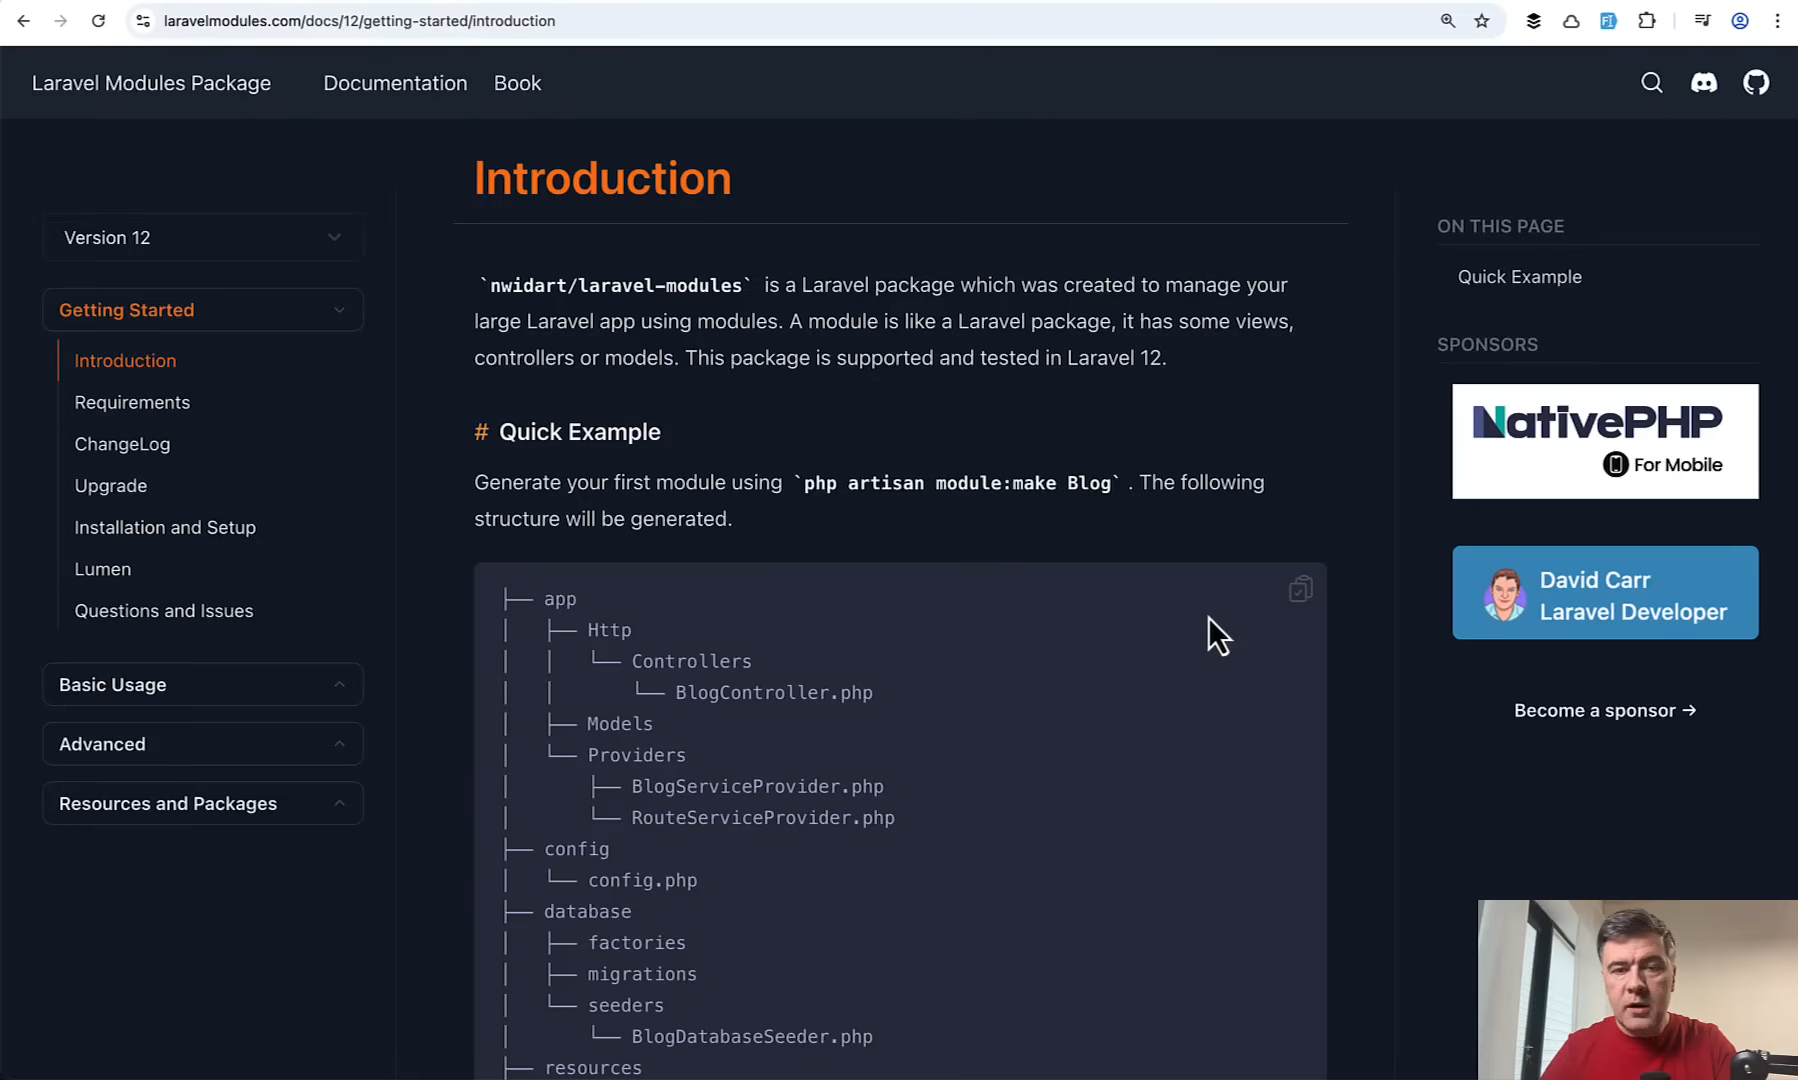 laravelmodules.com/docs/12/getting-started/introduction
Laravel Modules Package
Documentation
Book
Version 12
Getting Started
Introduction
Requirements
ChangeLog
Upgrade
Installation and Setup
Lumen
Questions and Issues
Basic Usage
Advanced
Resources and Packages
Introduction
`nwidart/laravel-modules` is a Laravel package which was created to manage your
large Laravel app using modules. A module is like a Laravel package, it has some views,
controllers or models. This package is supported and tested in Laravel 12.
# Quick Example
Generate your first module using `php artisan module:make Blog` . The following
structure will be generated.
├── app
│   ├── Http
│   │   └── Controllers
│   │       └── BlogController.php
│   ├── Models
│   └── Providers
│       ├── BlogServiceProvider.php
│       └── RouteServiceProvider.php
├── config
│   └── config.php
├── database
│   ├── factories
│   ├── migrations
│   └── seeders
│       └── BlogDatabaseSeeder.php
├── resources
ON THIS PAGE
Quick Example
SPONSORS
NativePHP
For Mobile
David Carr
Laravel Developer
Become a sponsor →